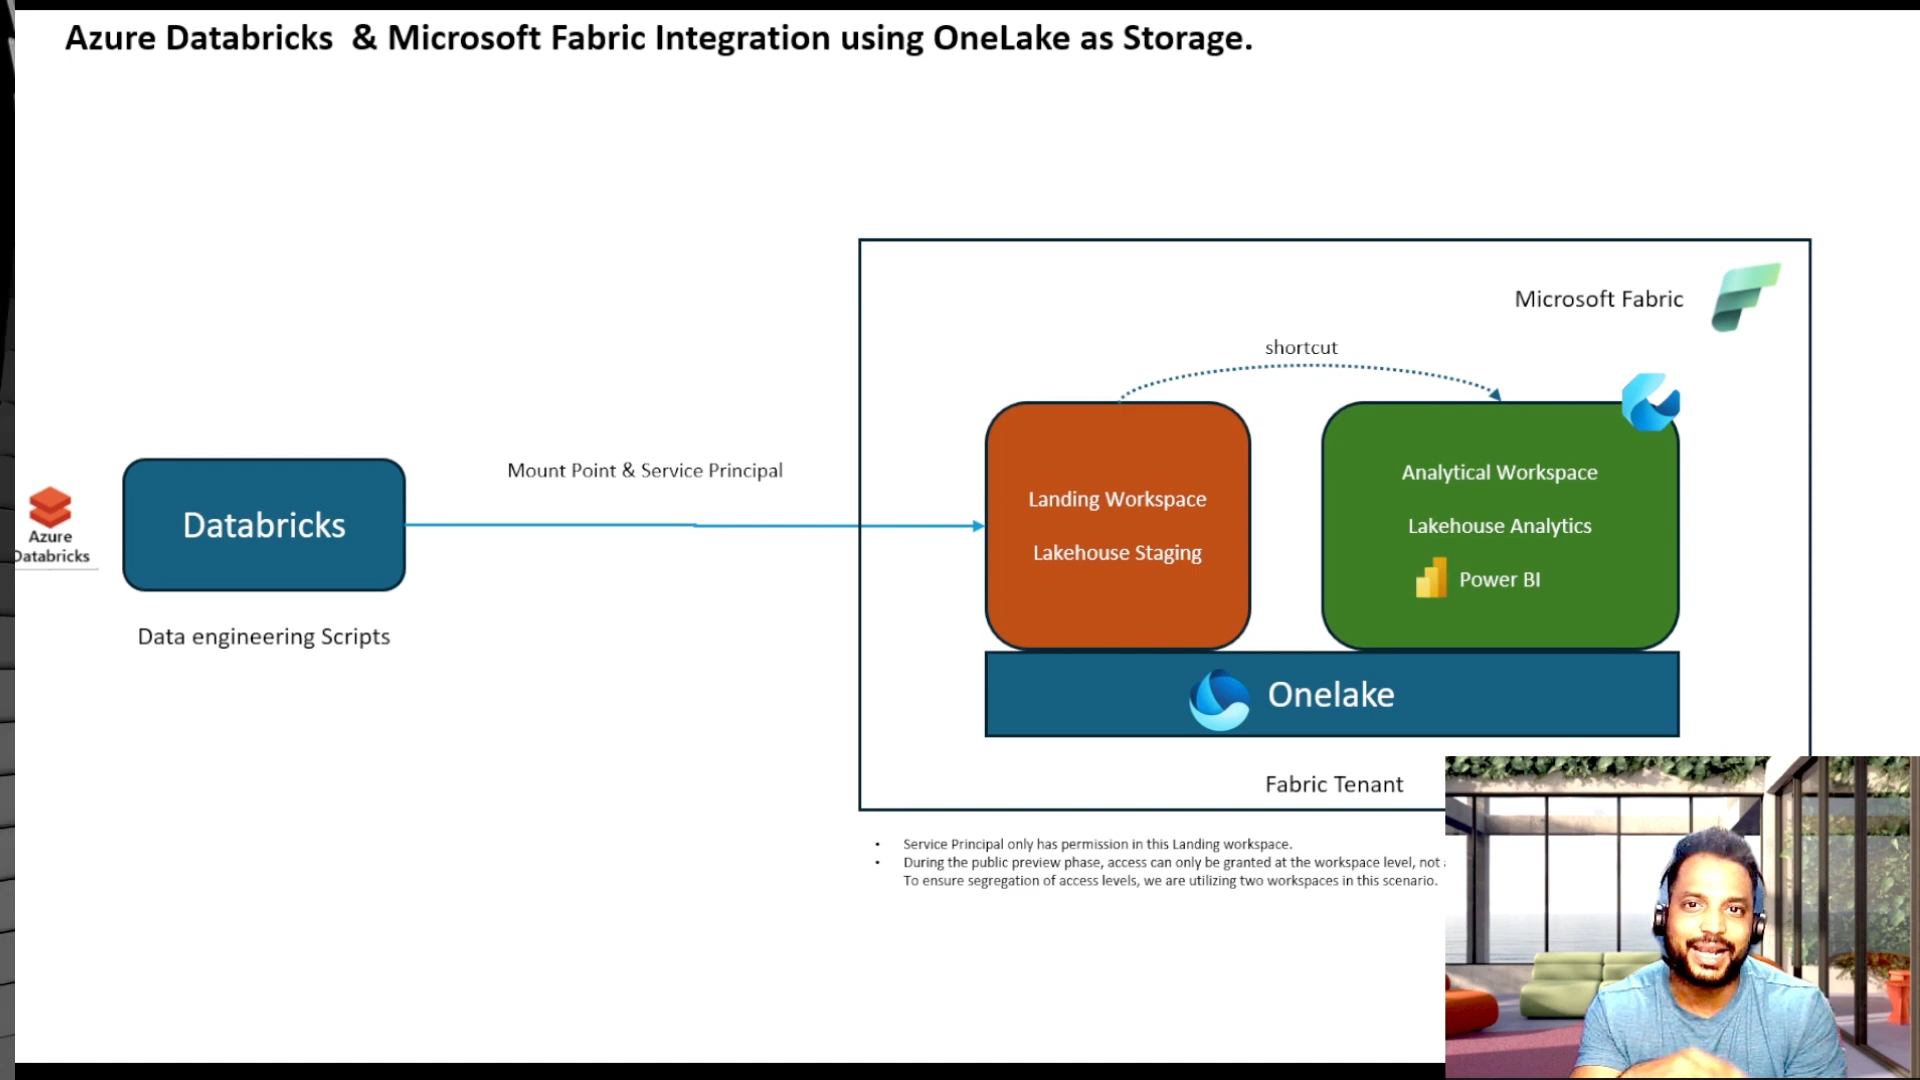 Azure Databricks & Microsoft Fabric Integration using OneLake as Storage.
Microsoft Fabric
shortcut
Mount Point & Service Principal
Azure
Databricks
Databricks
Data engineering Scripts
Landing Workspace
Lakehouse Staging
Analytical Workspace
Lakehouse Analytics
Power BI
Onelake
Fabric Tenant
• Service Principal only has permission in this Landing workspace.
• During the public preview phase, access can only be granted at the workspace level, not
To ensure segregation of access levels, we are utilizing two workspaces in this scenario.